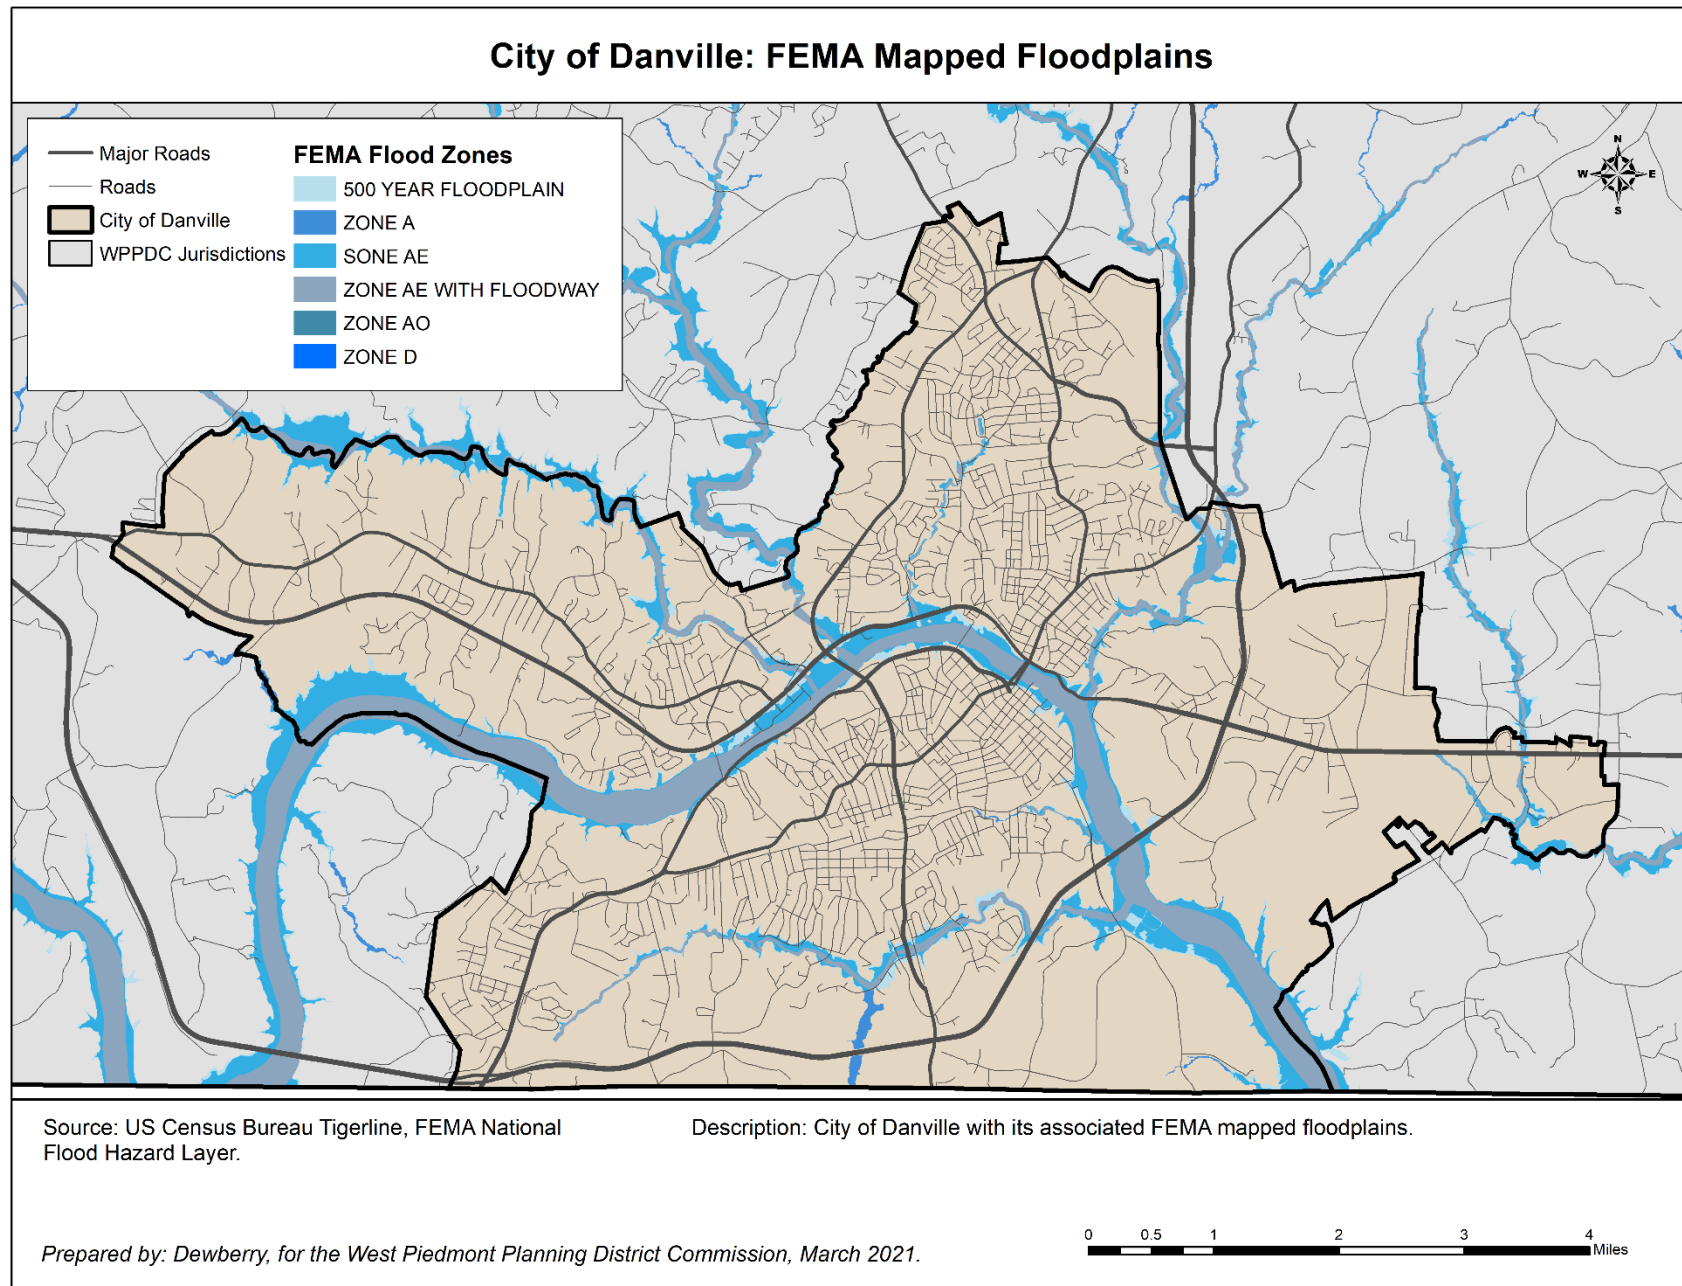 City of Danville: FEMA Mapped Floodplains
Major Roads
Roads
City of Danville
WPPDC Jurisdictions
FEMA Flood Zones
500 YEAR FLOODPLAIN
ZONE A
SONE AE
ZONE AE WITH FLOODWAY
ZONE AO
ZONE D
N
W E
S
Source: US Census Bureau Tigerline, FEMA National
Flood Hazard Layer.
Description: City of Danville with its associated FEMA mapped floodplains.
Prepared by: Dewberry, for the West Piedmont Planning District Commission, March 2021.
0 0.5 1 2 3 4
Miles